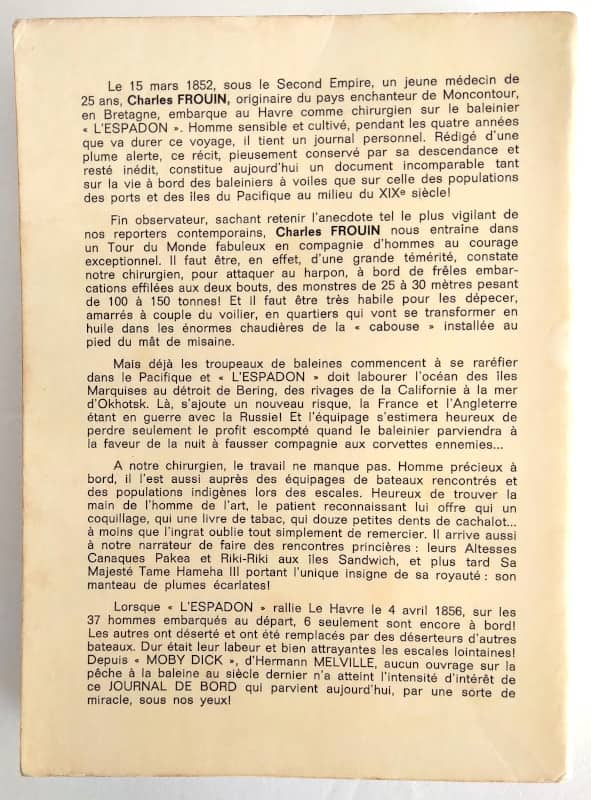 Le 15 mars 1852, sous le Second Empire, un jeune médecin de
25 ans, Charles FROUIN, originaire du pays enchanteur de Moncontour,
en Bretagne, embarque au Havre comme chirurgien sur le baleinier
« L'ESPADON ». Homme sensible et cultivé, pendant les quatre années
que va durer ce voyage, il tient un journal personnel. Rédigé d'une
plume alerte, ce récit, pieusement conservé par sa descendance et
resté inédit, constitue aujourd'hui un document incomparable tant
sur la vie à bord des baleiniers à voiles que sur celle des populations
des ports et des îles du Pacifique au milieu du XIXe siècle!
Fin observateur, sachant retenir l'anecdote tel le plus vigilant de
nos reporters contemporains, Charles FROUIN nous entraîne dans
un Tour du Monde fabuleux en compagnie d'hommes au courage
exceptionnel. Il faut être, en effet, d'une grande témérité, constate
notre chirurgien, pour attaquer au harpon, à bord de frêles embar-
cations effilées aux deux bouts, des monstres de 25 à 30 mètres pesant
de 100 à 150 tonnes! Et il faut être très habile pour les dépecer,
amarrés à couple du voilier, en quartiers qui vont se transformer en
huile dans les énormes chaudières de la « cabouse » installée au
pied du mât de misaine.
Mais déjà les troupeaux de baleines commencent à se raréfier
dans le Pacifique et « L'ESPADON » doit labourer l'océan des îles
Marquises au détroit de Bering, des rivages de la Californie à la mer
d'Okhotsk. Là, s'ajoute un nouveau risque, la France et l'Angleterre
étant en guerre avec la Russie! Et l'équipage s'estimera heureux de
perdre seulement le profit escompté quand le baleinier parviendra à
la faveur de la nuit à fausser compagnie aux corvettes ennemies...
A notre chirurgien, le travail ne manque pas. Homme précieux à
bord, il l'est aussi auprès des équipages de bateaux rencontrés et
des populations indigènes lors des escales. Heureux de trouver la
main de l'homme de l'art, le patient reconnaissant lui offre qui un
coquillage, qui une livre de tabac, qui douze petites dents de cachalot...
à moins que l'ingrat oublie tout simplement de remercier. Il arrive aussi
à notre narrateur de faire des rencontres princières : leurs Altesses
Canaques Pakea et Riki-Riki aux îles Sandwich, et plus tard Sa
Majesté Tame Hameha III portant l'unique insigne de sa royauté : son
manteau de plumes écarlates!
Lorsque « L'ESPADON » rallie Le Havre le 4 avril 1856, sur les
37 hommes embarqués au départ, 6 seulement sont encore à bord!
Les autres ont déserté et ont été remplacés par des déserteurs d'autres
bateaux. Dur était leur labeur et bien attrayantes les escales lointaines!
Depuis « MOBY DICK », d'Hermann MELVILLE, aucun ouvrage sur la
pêche à la baleine au siècle dernier n'a atteint l'intensité d'intérêt de
ce JOURNAL DE BORD qui parvient aujourd'hui, par une sorte de
miracle, sous nos yeux!